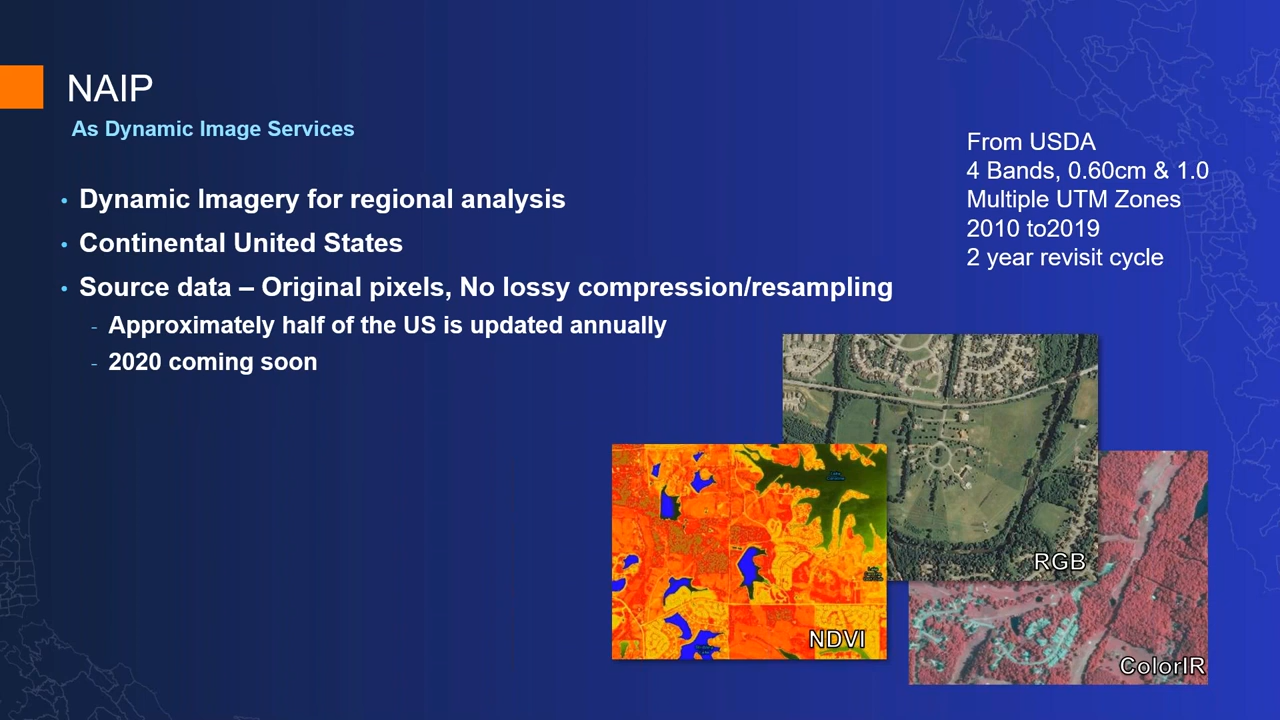 NAIP
As Dynamic Image Services
From USDA
4 Bands, 0.60cm & 1.0
Multiple UTM Zones
2010 to2019
2 year revisit cycle
• Dynamic Imagery for regional analysis
• Continental United States
• Source data – Original pixels, No lossy compression/resampling
- Approximately half of the US is updated annually
- 2020 coming soon
RGB
NDVI
ColorIR